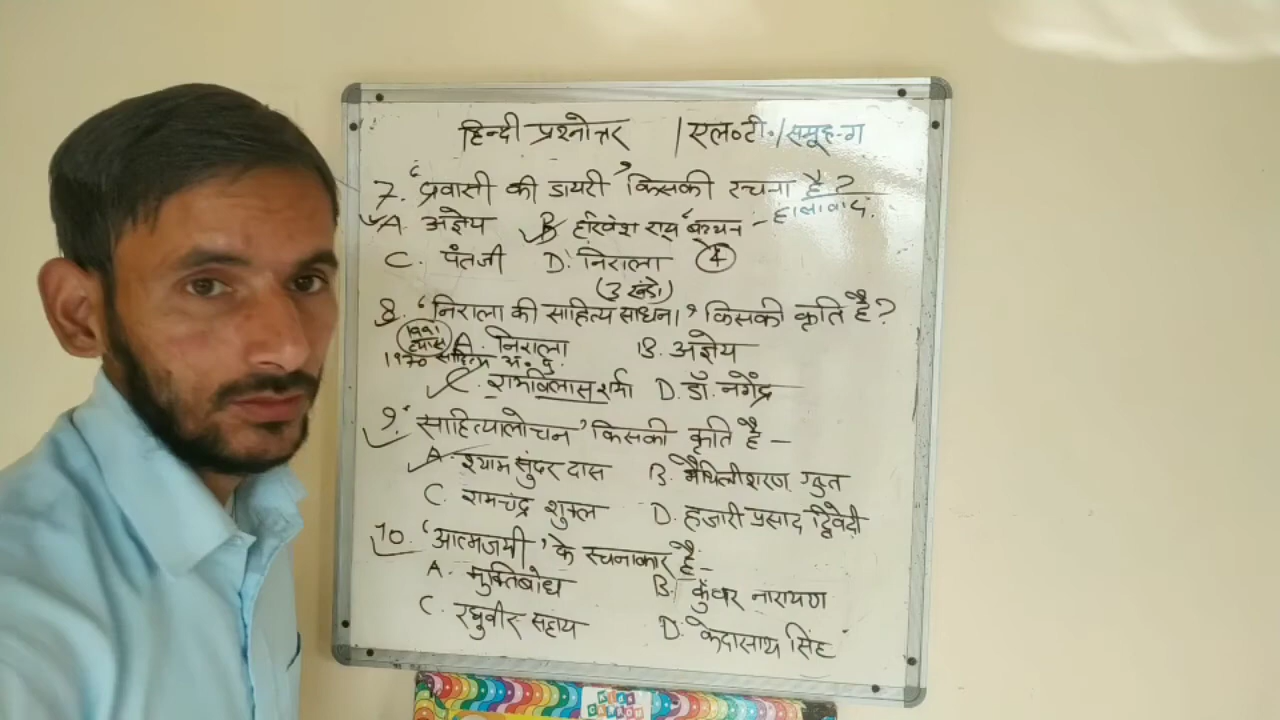 हिन्दी प्रश्नोत्तर /एल०टी०/समूह-ग
7. 'प्रवासी की डायरी' किसकी रचना है?
A. अज्ञेय B. हरिवंश राय 'बच्चन - हालावाद.
C. पंतजी D. निराला (4)
(3 खंडों)
8. 'निराला की साहित्य साधना' किसकी कृति है?
1991 व्यास A. निराला B. अज्ञेय
1970 साहित्य अ. पु.
C. रामविलास शर्मा D. डॉ. नगेंद्र
9. 'साहित्यालोचन' किसकी कृति है –
A. श्याम सुंदर दास B. मैथिलीशरण गुप्त
C. रामचंद्र शुक्ल D. हजारी प्रसाद द्विवेदी
10. 'आत्मजयी' के रचनाकार है –
A. मुक्तिबोध B. कुंवर नारायण
C. रघुवीर सहाय D. केदारनाथ सिंह